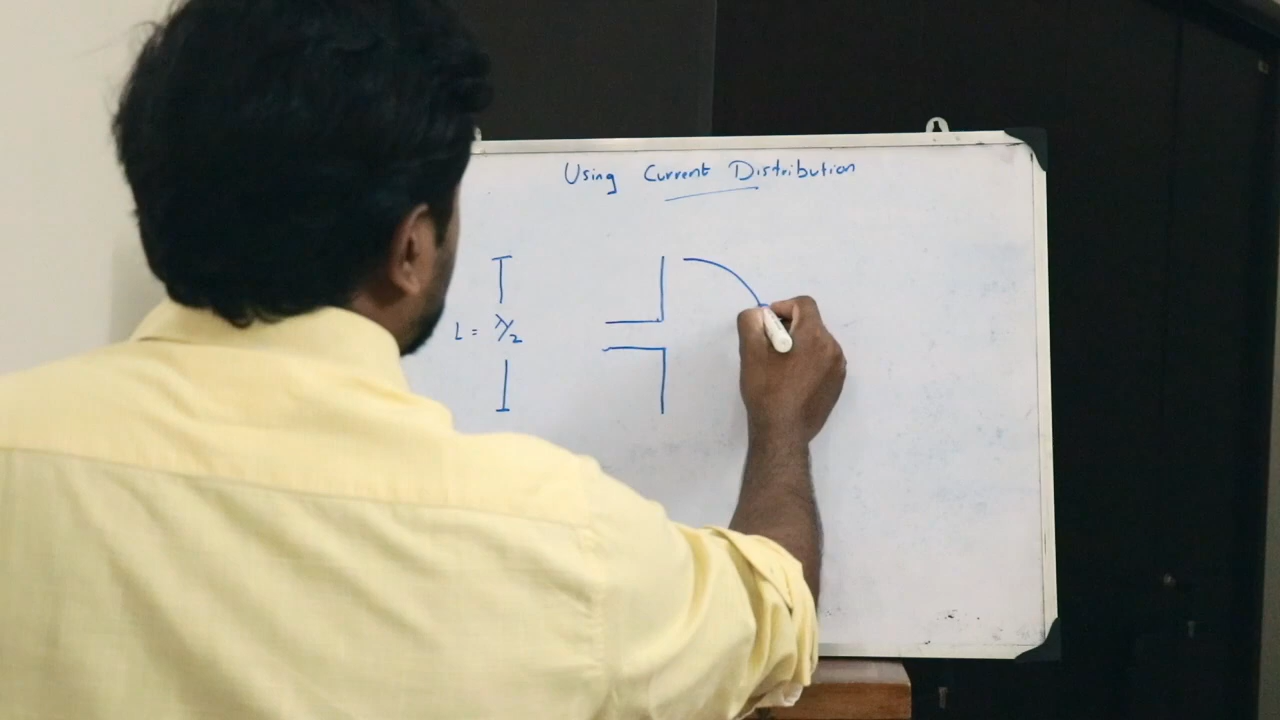 Using Current Distribution
L = λ/2